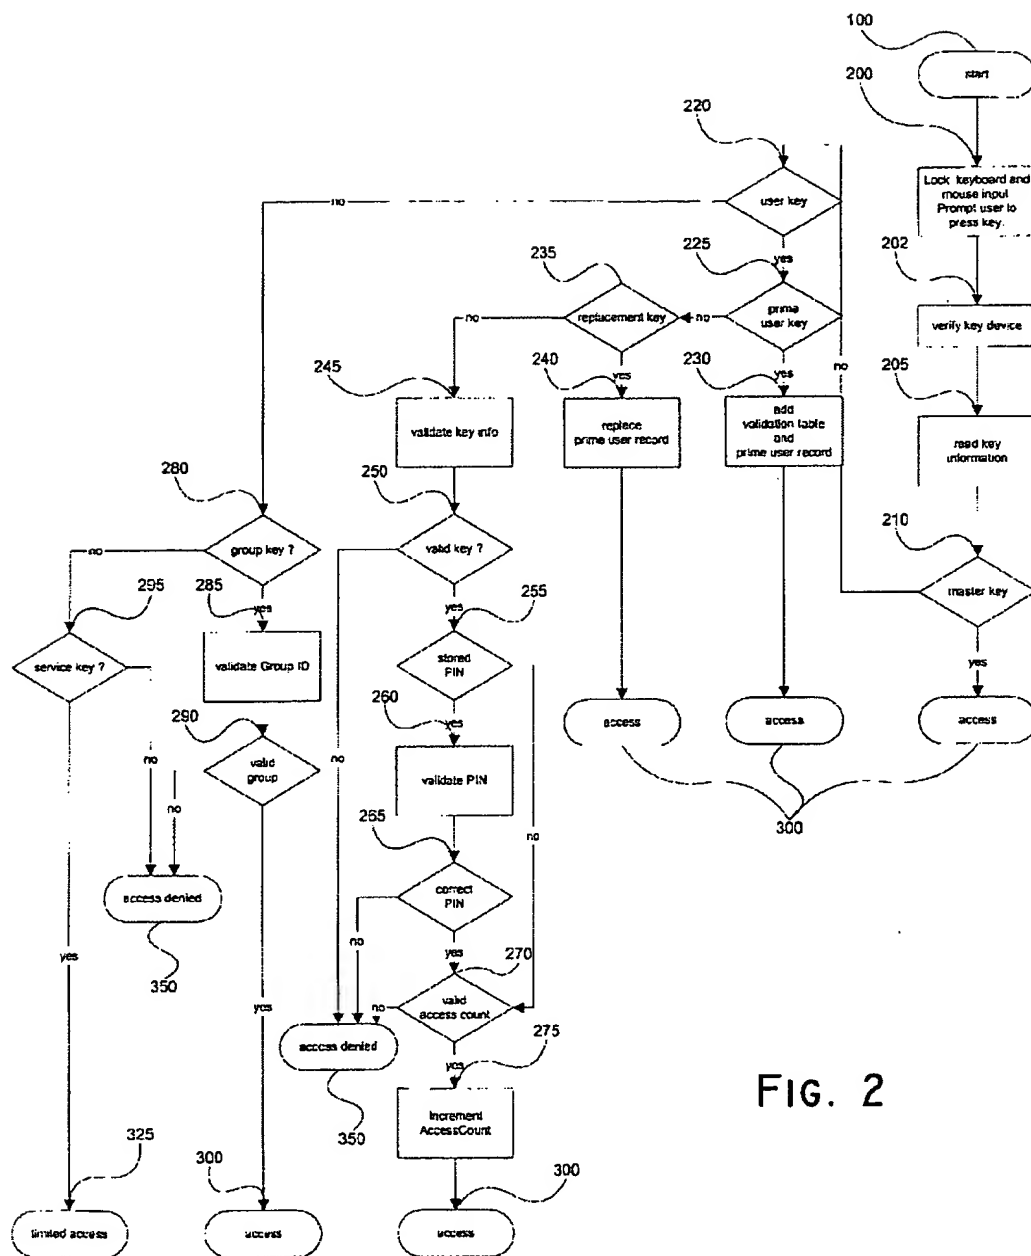 100
start
200
Lock keyboard and
mouse input
Prompt user to
press key.
202
verify key device
205
read key
information
210
master key
yes
access
no
220
user key
no
yes
225
prime
user key
no
yes
230
add
validation table
and
prime user record
access
235
replacement key
no
yes
240
replace
prime user record
access
300
245
validate key info
250
valid key ?
no
yes
255
stored
PIN
no
yes
260
validate PIN
265
correct
PIN
no
yes
270
valid
access count
no
yes
275
Increment
AccessCount
access denied
350
300
access
280
group key ?
no
yes
285
validate Group ID
290
valid
group
no
yes
300
access
295
service key ?
no
yes
access denied
350
325
limited access
FIG. 2